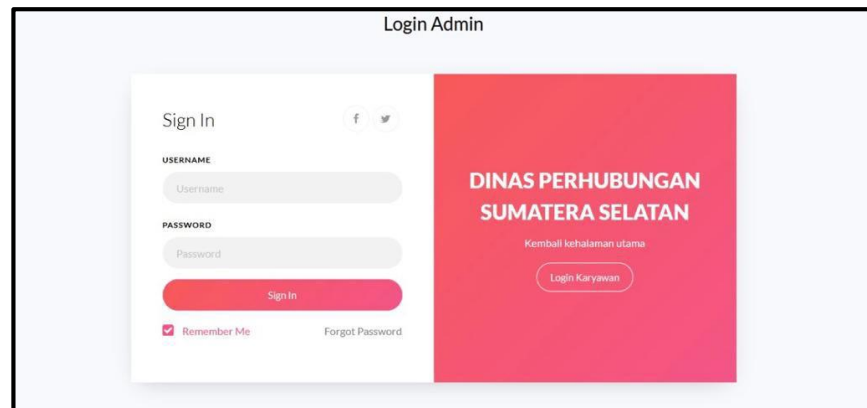 Login Admin
Sign In
USERNAME
Username
PASSWORD
Password
Sign In
Remember Me
Forgot Password
DINAS PERHUBUNGAN
SUMATERA SELATAN
Kembali kehalaman utama
Login Karyawan